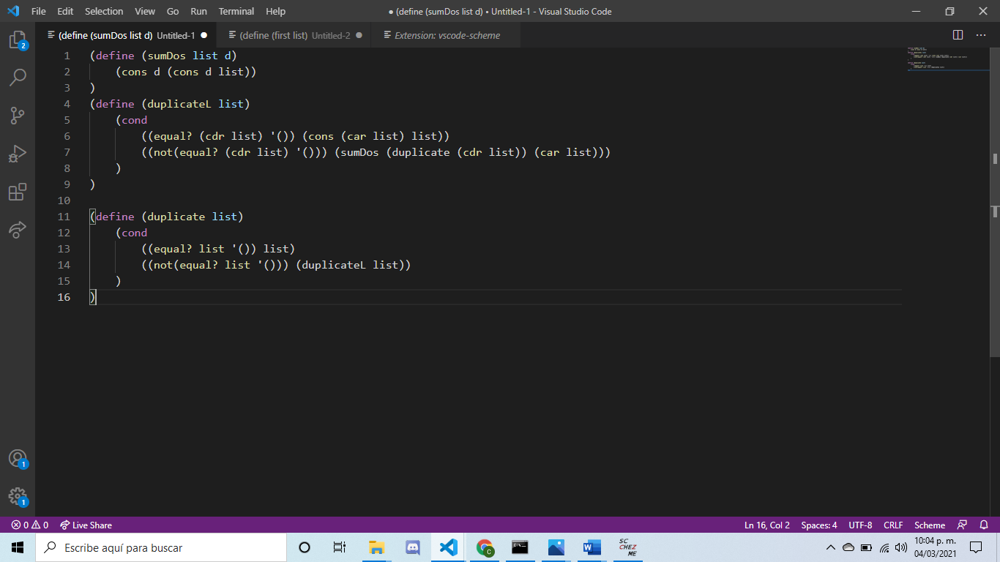 File Edit Selection View Go Run Terminal Help ● (define (sumDos list d) • Untitled-1 - Visual Studio Code
(define (sumDos list d) Untitled-1 ● (define (first list) Untitled-2 ● Extension: vscode-scheme ···
1 (define (sumDos list d)
2 (cons d (cons d list))
3 )
4 (define (duplicateL list)
5 (cond
6 ((equal? (cdr list) '()) (cons (car list) list))
7 ((not(equal? (cdr list) '())) (sumDos (duplicate (cdr list)) (car list)))
8 )
9 )
10
11 (define (duplicate list)
12 (cond
13 ((equal? list '()) list)
14 ((not(equal? list '())) (duplicateL list))
15 )
16 )
2
1
1
0 0 Live Share Ln 16, Col 2 Spaces: 4 UTF-8 CRLF Scheme
Escribe aquí para buscar
C
W
SC
CHEZ
ME
10:04 p. m.
04/03/2021